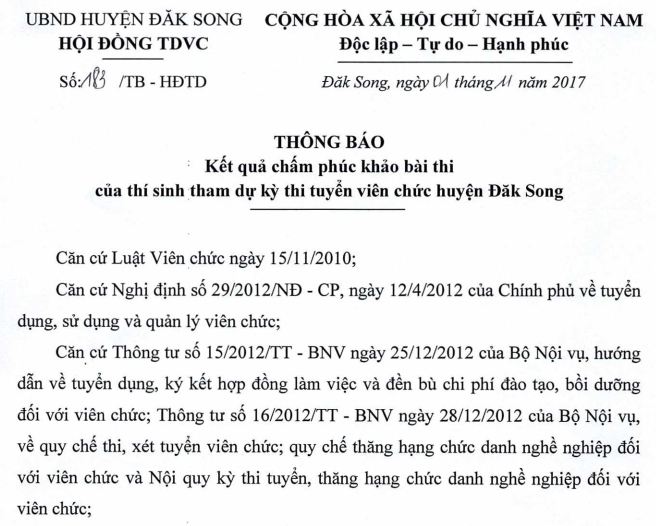 UBND HUYỆN ĐĂK SONG
HỘI ĐỒNG TDVC
Số:183 /TB - HĐTD
CỘNG HÒA XÃ HỘI CHỦ NGHĨA VIỆT NAM
Độc lập – Tự do – Hạnh phúc
Đăk Song, ngày 01 tháng 11 năm 2017
THÔNG BÁO
Kết quả chấm phúc khảo bài thi
của thí sinh tham dự kỳ thi tuyển viên chức huyện Đăk Song
Căn cứ Luật Viên chức ngày 15/11/2010;
Căn cứ Nghị định số 29/2012/NĐ - CP, ngày 12/4/2012 của Chính phủ về tuyển
dụng, sử dụng và quản lý viên chức;
Căn cứ Thông tư số 15/2012/TT - BNV ngày 25/12/2012 của Bộ Nội vụ, hướng
dẫn về tuyển dụng, ký kết hợp đồng làm việc và đền bù chi phí đào tạo, bồi dưỡng
đối với viên chức; Thông tư số 16/2012/TT - BNV ngày 28/12/2012 của Bộ Nội vụ,
về quy chế thi, xét tuyển viên chức; quy chế thăng hạng chức danh nghề nghiệp đối
với viên chức và Nội quy kỳ thi tuyển, thăng hạng chức danh nghề nghiệp đối với
viên chức;